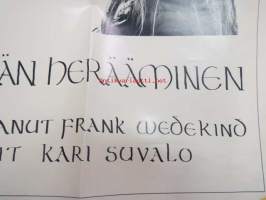 ÄN HERÄÄMINEN
ANUT FRANK WEDEKIND
IT KARI SUVALO